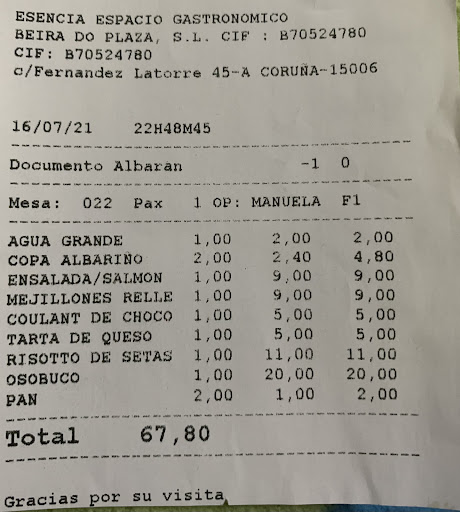 ESENCIA ESPACIO GASTRONOMICO
BEIRA DO PLAZA, S.L. CIF : B70524780
CIF: B70524780
c/Fernandez Latorre 45-A CORUÑA-15006
16/07/21 22H48M45
Documento Albaran -1 0
Mesa: 022 Pax 1 OP: MANUELA F1
AGUA GRANDE 1,00 2,00 2,00
COPA ALBARIÑO 2,00 2,40 4,80
ENSALADA/SALMON 1,00 9,00 9,00
MEJILLONES RELLE 1,00 9,00 9,00
COULANT DE CHOCO 1,00 5,00 5,00
TARTA DE QUESO 1,00 5,00 5,00
RISOTTO DE SETAS 1,00 11,00 11,00
OSOBUCO 1,00 20,00 20,00
PAN 2,00 1,00 2,00
Total 67,80
Gracias por su visita